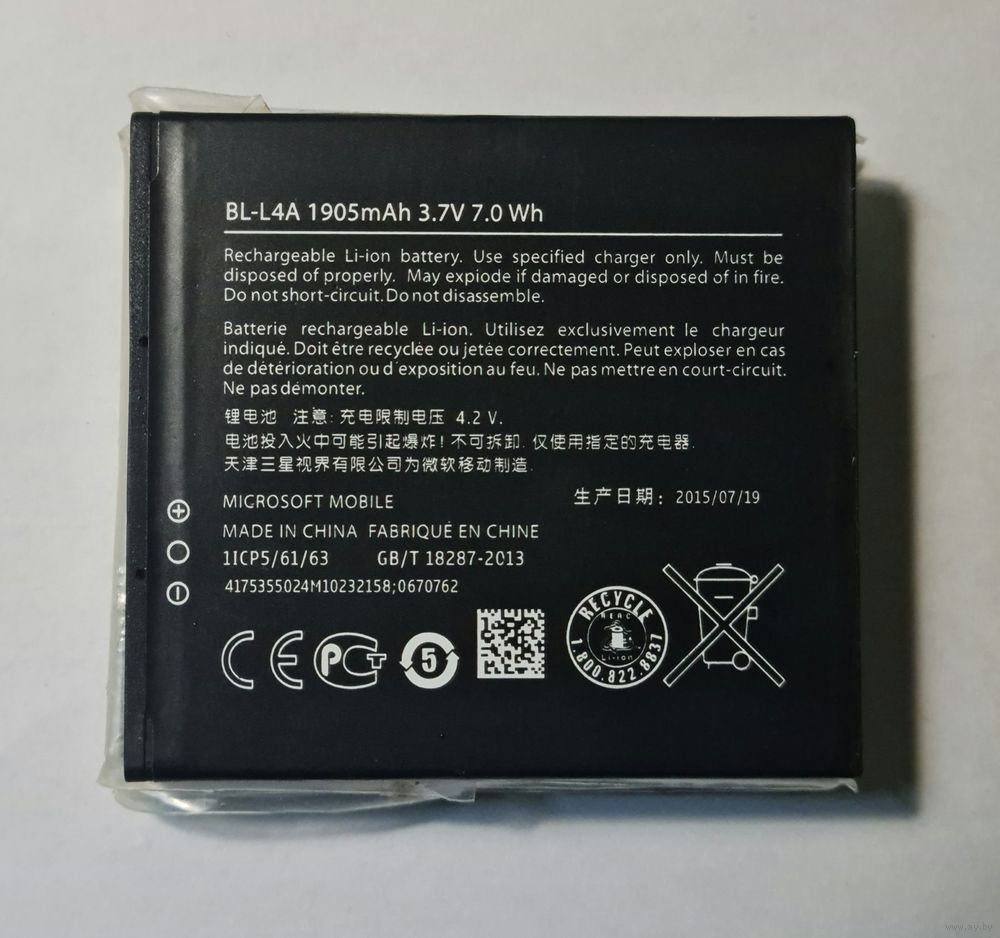 BL-L4A 1905mAh 3.7V 7.0 Wh
Rechargeable Li-ion battery. Use specified charger only. Must be
disposed of properly. May expiode if damaged or disposed of in fire.
Do not short-circuit. Do not disassemble.
Batterie rechargeable Li-ion. Utilisez exclusivement le chargeur
indiqué. Doit être recyclée ou jetée correctement. Peut exploser en cas
de détérioration ou d'exposition au feu. Ne pas mettre en court-circuit.
Ne pas démonter.
锂电池 注意: 充电限制电压 4.2 V.
电池投入火中可能引起爆炸! 不可拆卸. 仅使用指定的充电器.
天津三星视界有限公司为微软移动制造.
MICROSOFT MOBILE
生产日期: 2015/07/19
MADE IN CHINA FABRIQUÉ EN CHINE
1ICP5/61/63 GB/T 18287-2013
4175355024M10232158;0670762
CE PCT 5
RECYCLE
RBRC
Li-ion
1.800.822.8837
www.ay.by